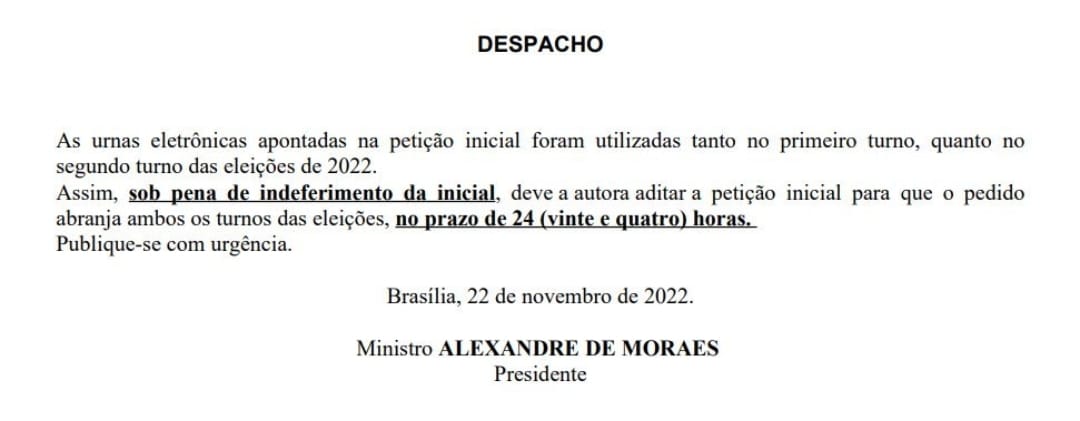 DESPACHO
As urnas eletrônicas apontadas na petição inicial foram utilizadas tanto no primeiro turno, quanto no
segundo turno das eleições de 2022.
Assim, sob pena de indeferimento da inicial, deve a autora aditar a petição inicial para que o pedido
abranja ambos os turnos das eleições, no prazo de 24 (vinte e quatro) horas.
Publique-se com urgência.
Brasília, 22 de novembro de 2022.
Ministro ALEXANDRE DE MORAES
Presidente